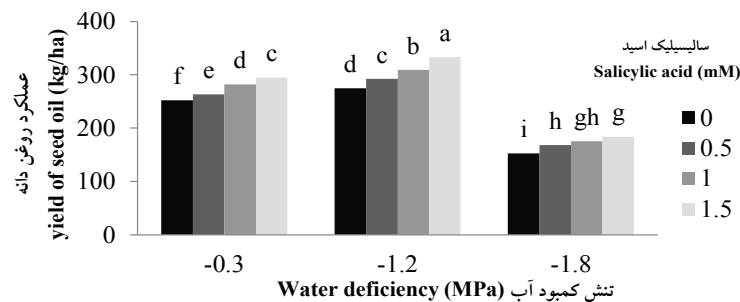 عملکرد روغن دانه
yield of seed oil (kg/ha)
400
300
200
100
0
f e d c
d c b a
i h gh g
-0.3 -1.2 -1.8
تنش کمبود آب Water deficiency (MPa)
سالیسیلیک اسید
Salicylic acid (mM)
0
0.5
1
1.5